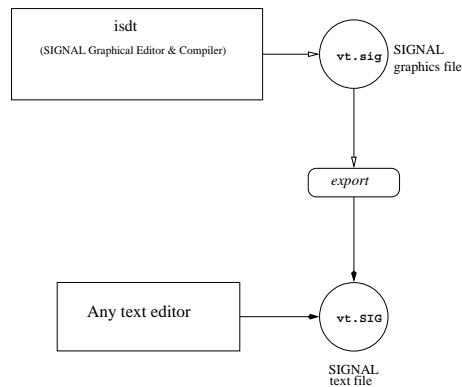 isdt
(SIGNAL Graphical Editor & Compiler)
vt.sig
SIGNAL
graphics file
export
Any text editor
vt.SIG
SIGNAL
text file